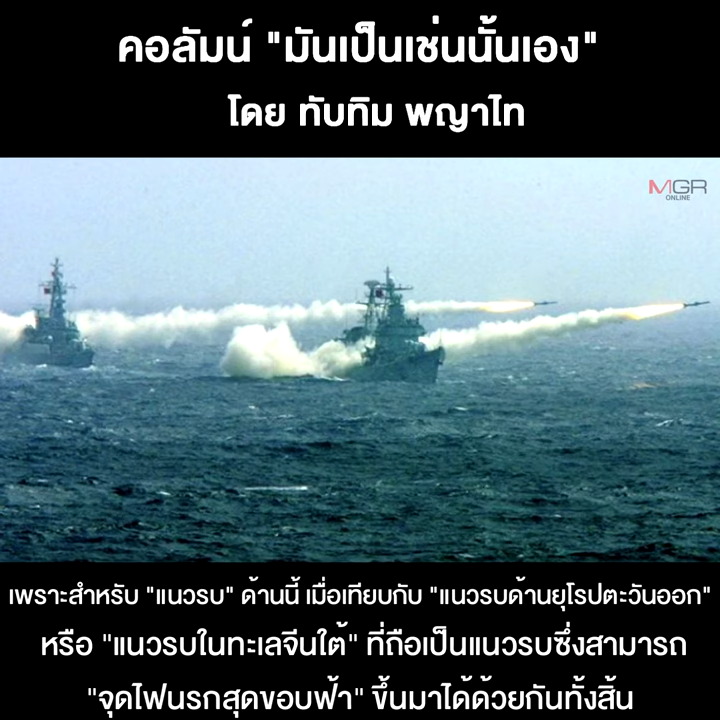 คอลัมน์ "มันเป็นเช่นนั้นเอง"
โดย ทับทิม พญาไท
MGR
ONLINE
เพราะสำหรับ "แนวรบ" ด้านนี้ เมื่อเทียบกับ "แนวรบด้านยุโรปตะวันออก"
หรือ "แนวรบในทะเลจีนใต้" ที่ถือเป็นแนวรบซึ่งสามารถ
"จุดไฟนรกสุดขอบฟ้า" ขึ้นมาได้ด้วยกันทั้งสิ้น